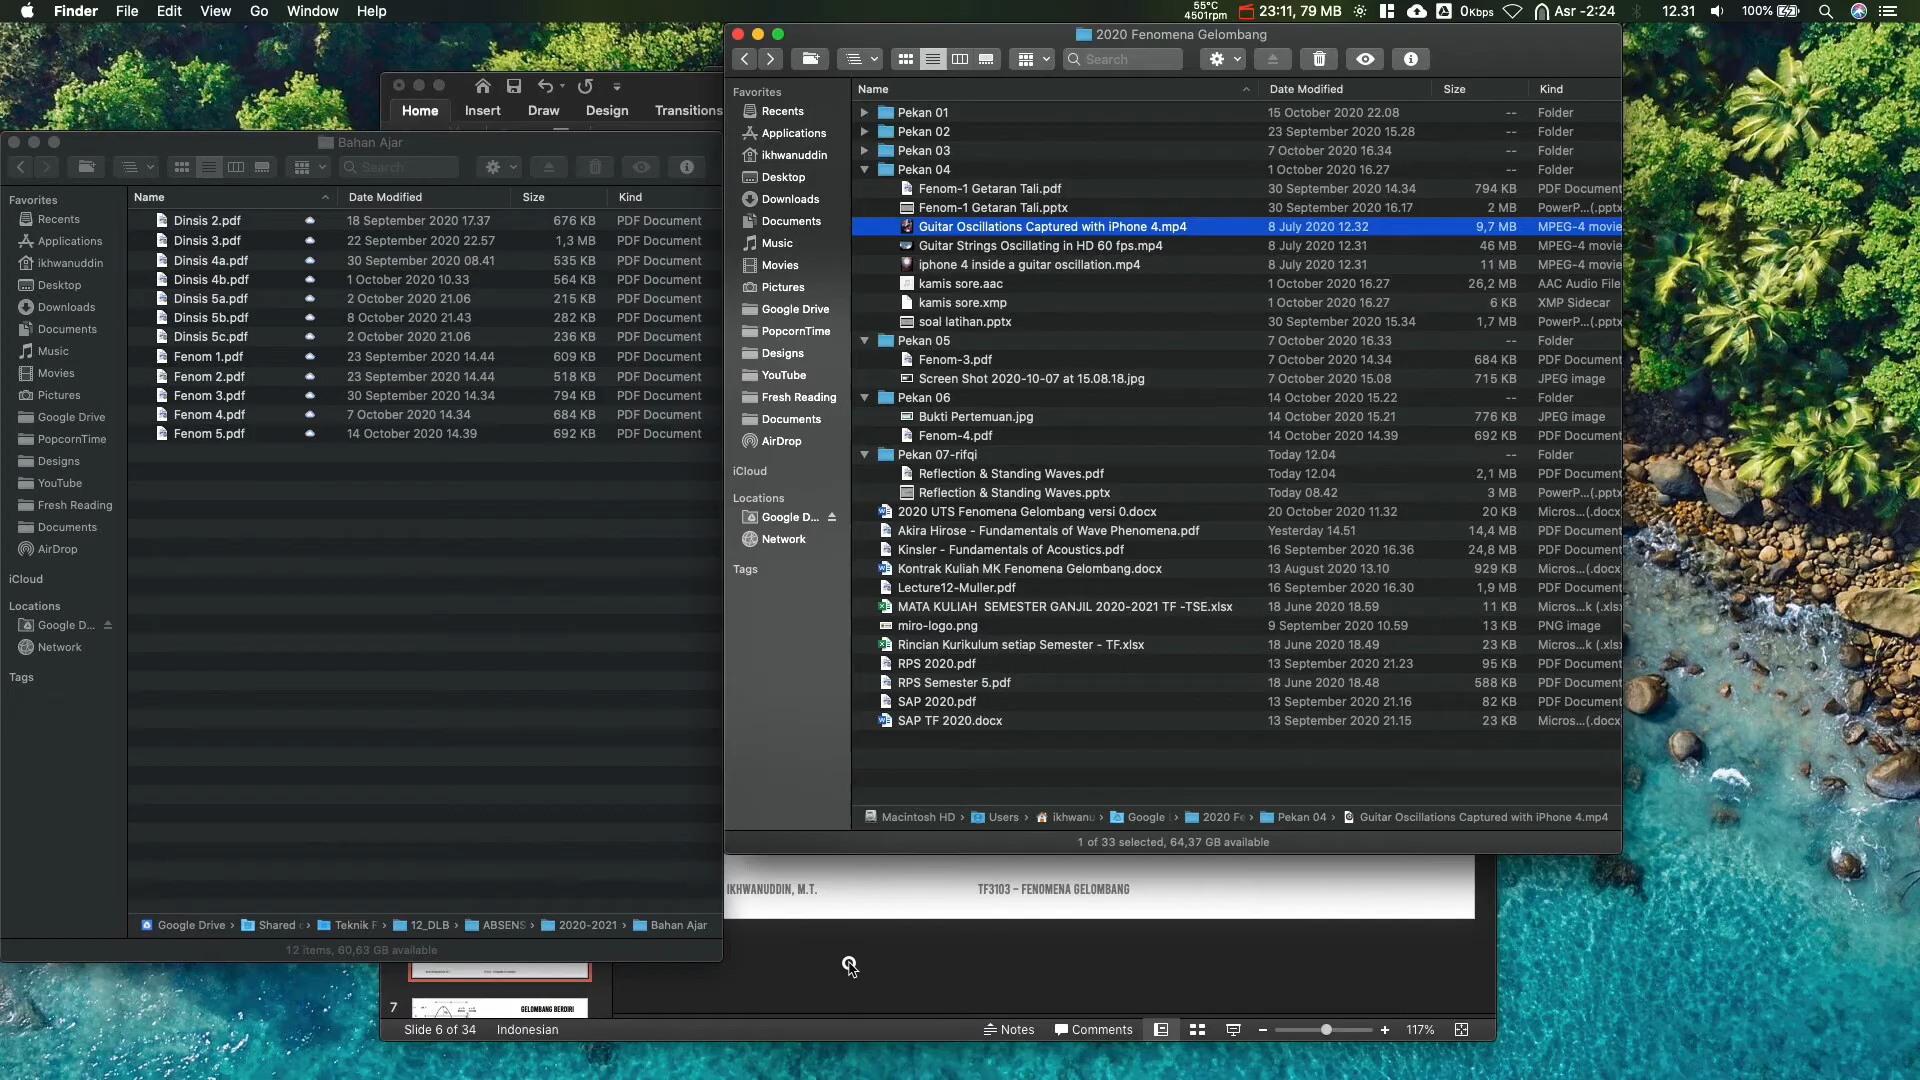 Finder File Edit View Go Window Help
55°C
4501rpm
23:11, 79 MB
0Kbps
Asr -2:24
12.31
100%
Home Insert Draw Design Transitions
Bahan Ajar
Search
Favorites
Recents
Applications
ikhwanuddin
Desktop
Downloads
Documents
Music
Movies
Pictures
Google Drive
PopcornTime
Designs
YouTube
Fresh Reading
Documents
AirDrop
iCloud
Locations
Google D...
Network
Tags
Name Date Modified Size Kind
Dinsis 2.pdf 18 September 2020 17.37 676 KB PDF Document
Dinsis 3.pdf 22 September 2020 22.57 1,3 MB PDF Document
Dinsis 4a.pdf 30 September 2020 08.41 535 KB PDF Document
Dinsis 4b.pdf 1 October 2020 10.33 564 KB PDF Document
Dinsis 5a.pdf 2 October 2020 21.06 215 KB PDF Document
Dinsis 5b.pdf 8 October 2020 21.43 282 KB PDF Document
Dinsis 5c.pdf 2 October 2020 21.06 236 KB PDF Document
Fenom 1.pdf 23 September 2020 14.44 609 KB PDF Document
Fenom 2.pdf 23 September 2020 14.44 518 KB PDF Document
Fenom 3.pdf 30 September 2020 14.34 794 KB PDF Document
Fenom 4.pdf 7 October 2020 14.34 684 KB PDF Document
Fenom 5.pdf 14 October 2020 14.39 692 KB PDF Document
Google Drive › Shared › Teknik F › 12_DLB › ABSENS › 2020-2021 › Bahan Ajar
12 items, 60,63 GB available
2020 Fenomena Gelombang
Search
Favorites
Recents
Applications
ikhwanuddin
Desktop
Downloads
Documents
Music
Movies
Pictures
Google Drive
PopcornTime
Designs
YouTube
Fresh Reading
Documents
AirDrop
iCloud
Locations
Google D...
Network
Tags
Name Date Modified Size Kind
Pekan 01 15 October 2020 22.08 -- Folder
Pekan 02 23 September 2020 15.28 -- Folder
Pekan 03 7 October 2020 16.34 -- Folder
Pekan 04 1 October 2020 16.27 -- Folder
Fenom-1 Getaran Tali.pdf 30 September 2020 14.34 794 KB PDF Document
Fenom-1 Getaran Tali.pptx 30 September 2020 16.17 2 MB PowerP...(.pptx
Guitar Oscillations Captured with iPhone 4.mp4 8 July 2020 12.32 9,7 MB MPEG-4 movie
Guitar Strings Oscillating in HD 60 fps.mp4 8 July 2020 12.31 46 MB MPEG-4 movie
iphone 4 inside a guitar oscillation.mp4 8 July 2020 12.31 11 MB MPEG-4 movie
kamis sore.aac 1 October 2020 16.27 26,2 MB AAC Audio File
kamis sore.xmp 1 October 2020 16.27 6 KB XMP Sidecar
soal latihan.pptx 30 September 2020 15.34 1,7 MB PowerP...(.pptx
Pekan 05 7 October 2020 16.33 -- Folder
Fenom-3.pdf 7 October 2020 14.34 684 KB PDF Document
Screen Shot 2020-10-07 at 15.08.18.jpg 7 October 2020 15.08 715 KB JPEG image
Pekan 06 14 October 2020 15.22 -- Folder
Bukti Pertemuan.jpg 14 October 2020 15.21 776 KB JPEG image
Fenom-4.pdf 14 October 2020 14.39 692 KB PDF Document
Pekan 07-rifqi Today 12.04 -- Folder
Reflection & Standing Waves.pdf Today 12.04 2,1 MB PDF Document
Reflection & Standing Waves.pptx Today 08.42 3 MB PowerP...(.pptx
2020 UTS Fenomena Gelombang versi 0.docx 20 October 2020 11.32 20 KB Micros...(.docx
Akira Hirose - Fundamentals of Wave Phenomena.pdf Yesterday 14.51 14,4 MB PDF Document
Kinsler - Fundamentals of Acoustics.pdf 16 September 2020 16.36 24,8 MB PDF Document
Kontrak Kuliah MK Fenomena Gelombang.docx 13 August 2020 13.10 929 KB Micros...(.docx
Lecture12-Muller.pdf 16 September 2020 16.30 1,9 MB PDF Document
MATA KULIAH SEMESTER GANJIL 2020-2021 TF -TSE.xlsx 18 June 2020 18.59 11 KB Micros...k (.xlsx
miro-logo.png 9 September 2020 10.59 13 KB PNG image
Rincian Kurikulum setiap Semester - TF.xlsx 18 June 2020 18.49 23 KB Micros...k (.xlsx
RPS 2020.pdf 13 September 2020 21.23 95 KB PDF Document
RPS Semester 5.pdf 18 June 2020 18.48 588 KB PDF Document
SAP 2020.pdf 13 September 2020 21.16 82 KB PDF Document
SAP TF 2020.docx 13 September 2020 21.15 23 KB Micros...(.docx
Macintosh HD › Users › ikhwanu › Google › 2020 Fe › Pekan 04 › Guitar Oscillations Captured with iPhone 4.mp4
1 of 33 selected, 64,37 GB available
IKHWANUDDIN, M.T. TF3103 – FENOMENA GELOMBANG
7
GELOMBANG BERDIRI
Slide 6 of 34 Indonesian Notes Comments 117%